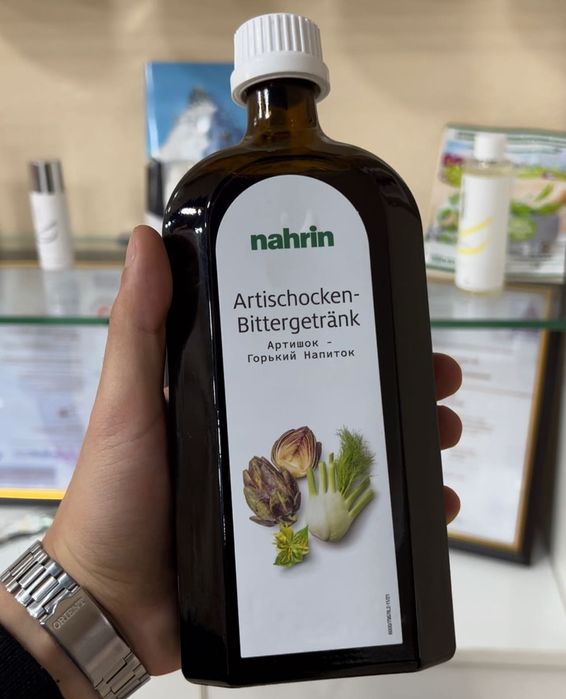 nahrin
Artischocken-
Bittergetränk
Артишок -
Горький Напиток
ORIENT